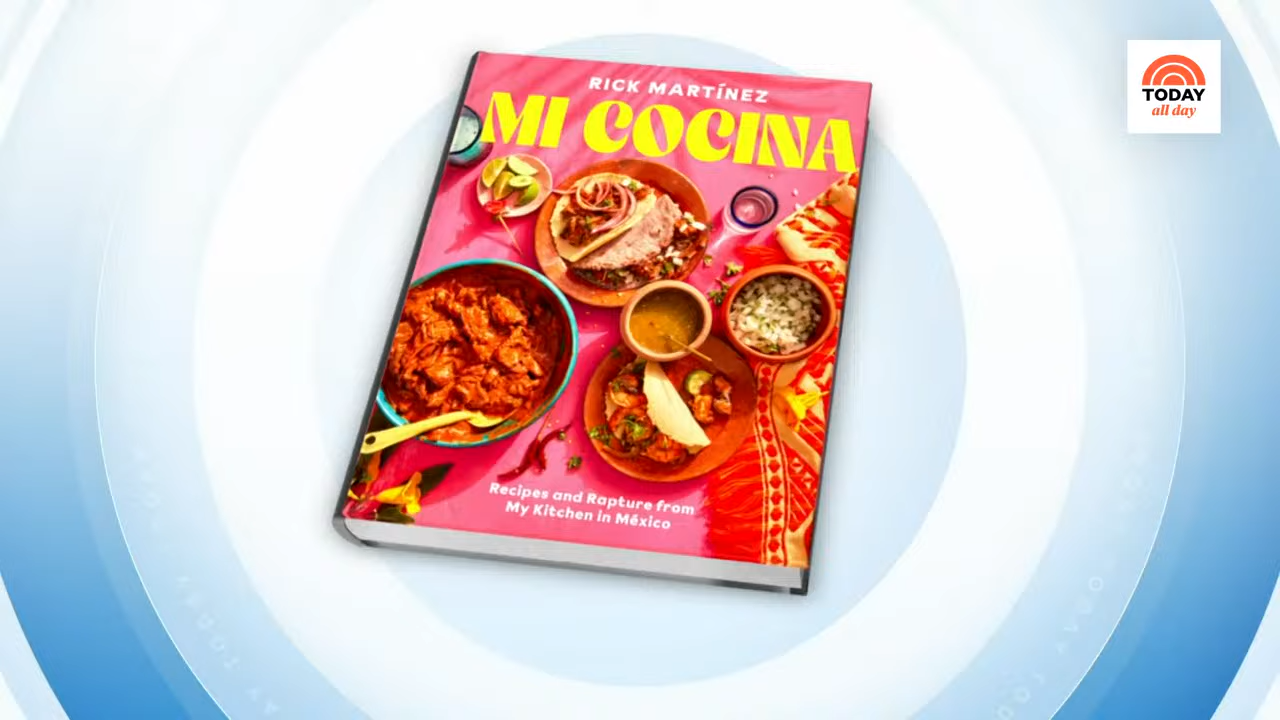 RICK MARTÍNEZ
MI COCINA
Recipes and Rapture from
My Kitchen in México
TODAY
all day